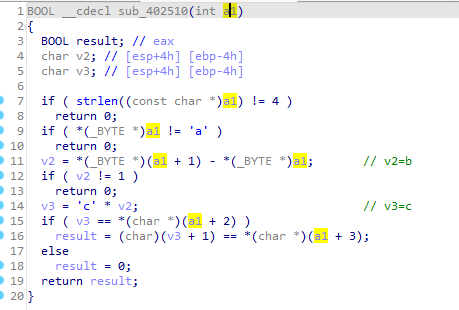 1 BOOL __cdecl sub_402510(int a1)
2 {
3 BOOL result; // eax
4 char v2; // [esp+4h] [ebp-4h]
5 char v3; // [esp+4h] [ebp-4h]
6
7 if ( strlen((const char *)a1) != 4 )
8 return 0;
9 if ( *(_BYTE *)a1 != 'a' )
10 return 0;
11 v2 = *(_BYTE *)(a1 + 1) - *(_BYTE *)a1; // v2=b
12 if ( v2 != 1 )
13 return 0;
14 v3 = 'c' * v2; // v3=c
15 if ( v3 == *(char *)(a1 + 2) )
16 result = (char)(v3 + 1) == *(char *)(a1 + 3);
17 else
18 result = 0;
19 return result;
20 }